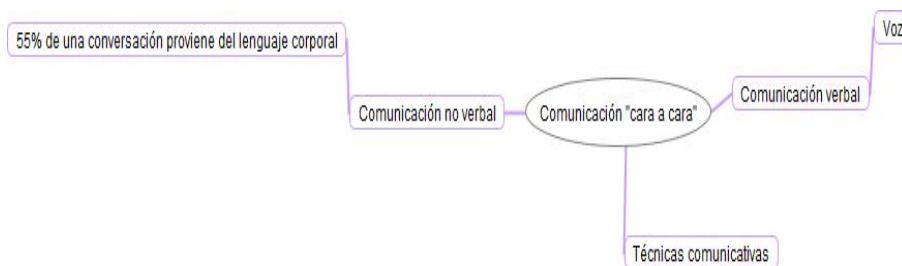 55% de una conversación proviene del lenguaje corporal
Voz
Comunicación verbal
Comunicación no verbal
Comunicación "cara a cara"
Técnicas comunicativas